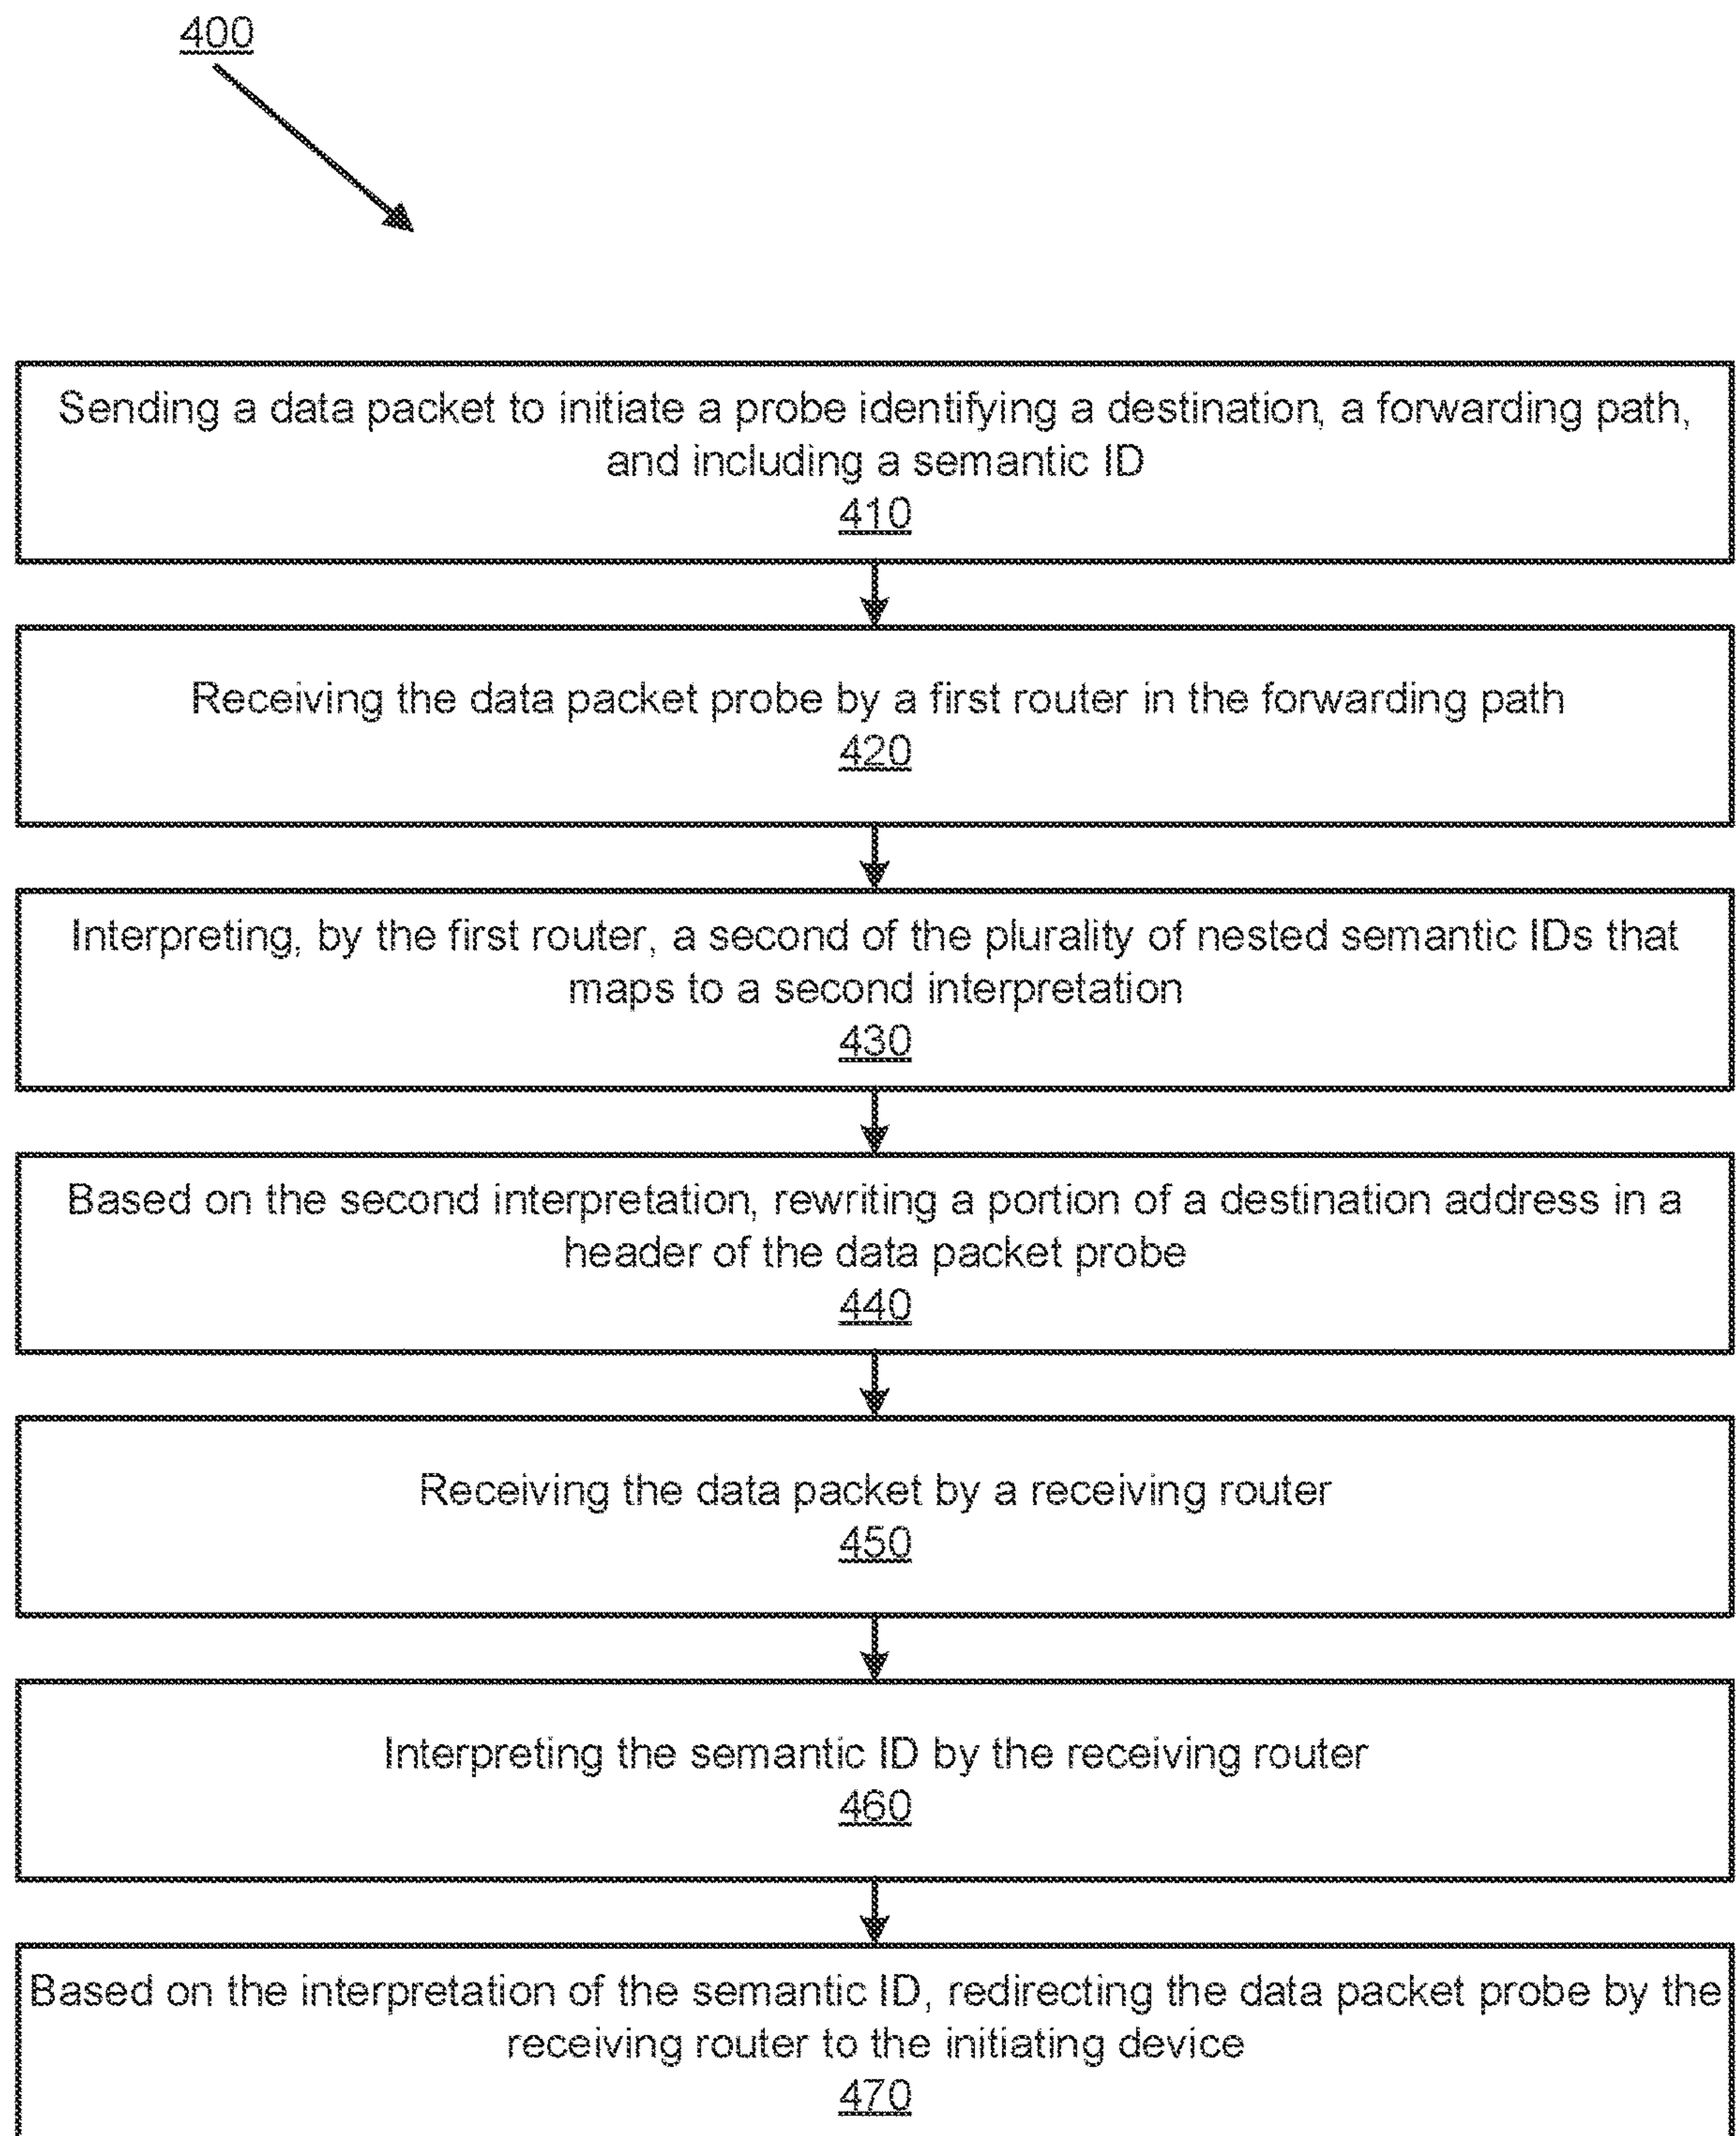 400
Sending a data packet to initiate a probe identifying a destination, a forwarding path,
and including a semantic ID
410
Receiving the data packet probe by a first router in the forwarding path
420
Interpreting, by the first router, a second of the plurality of nested semantic IDs that
maps to a second interpretation
430
Based on the second interpretation, rewriting a portion of a destination address in a
header of the data packet probe
440
Receiving the data packet by a receiving router
450
Interpreting the semantic ID by the receiving router
460
Based on the interpretation of the semantic ID, redirecting the data packet probe by the
receiving router to the initiating device
470